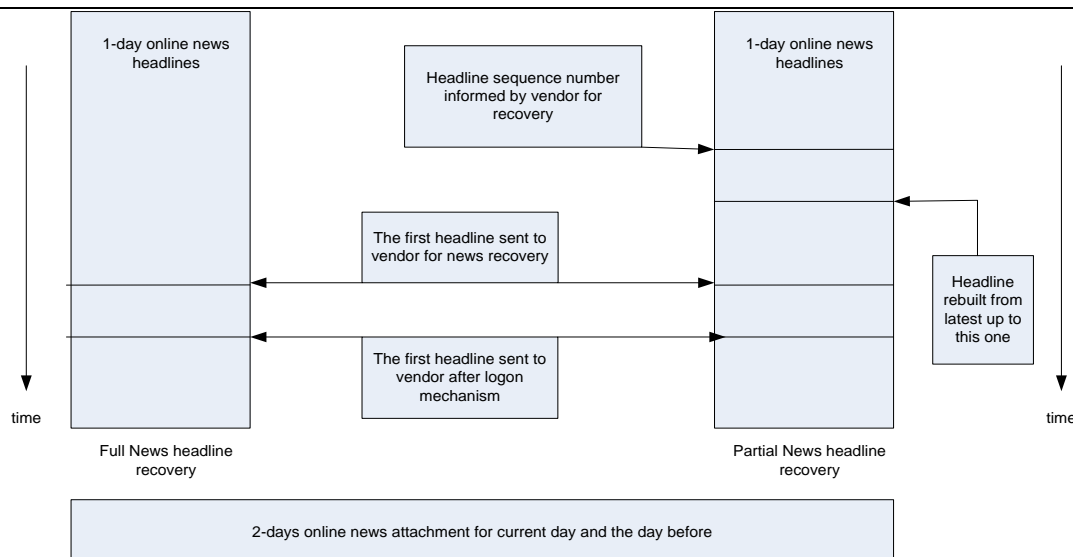 1-day online news
headlines
Headline sequence number
informed by vendor for
recovery
1-day online news
headlines
The first headline sent to
vendor for news recovery
Headline
rebuilt from
latest up to
this one
The first headline sent to
vendor after logon
mechanism
time
time
Full News headline
recovery
Partial News headline
recovery
2-days online news attachment for current day and the day before